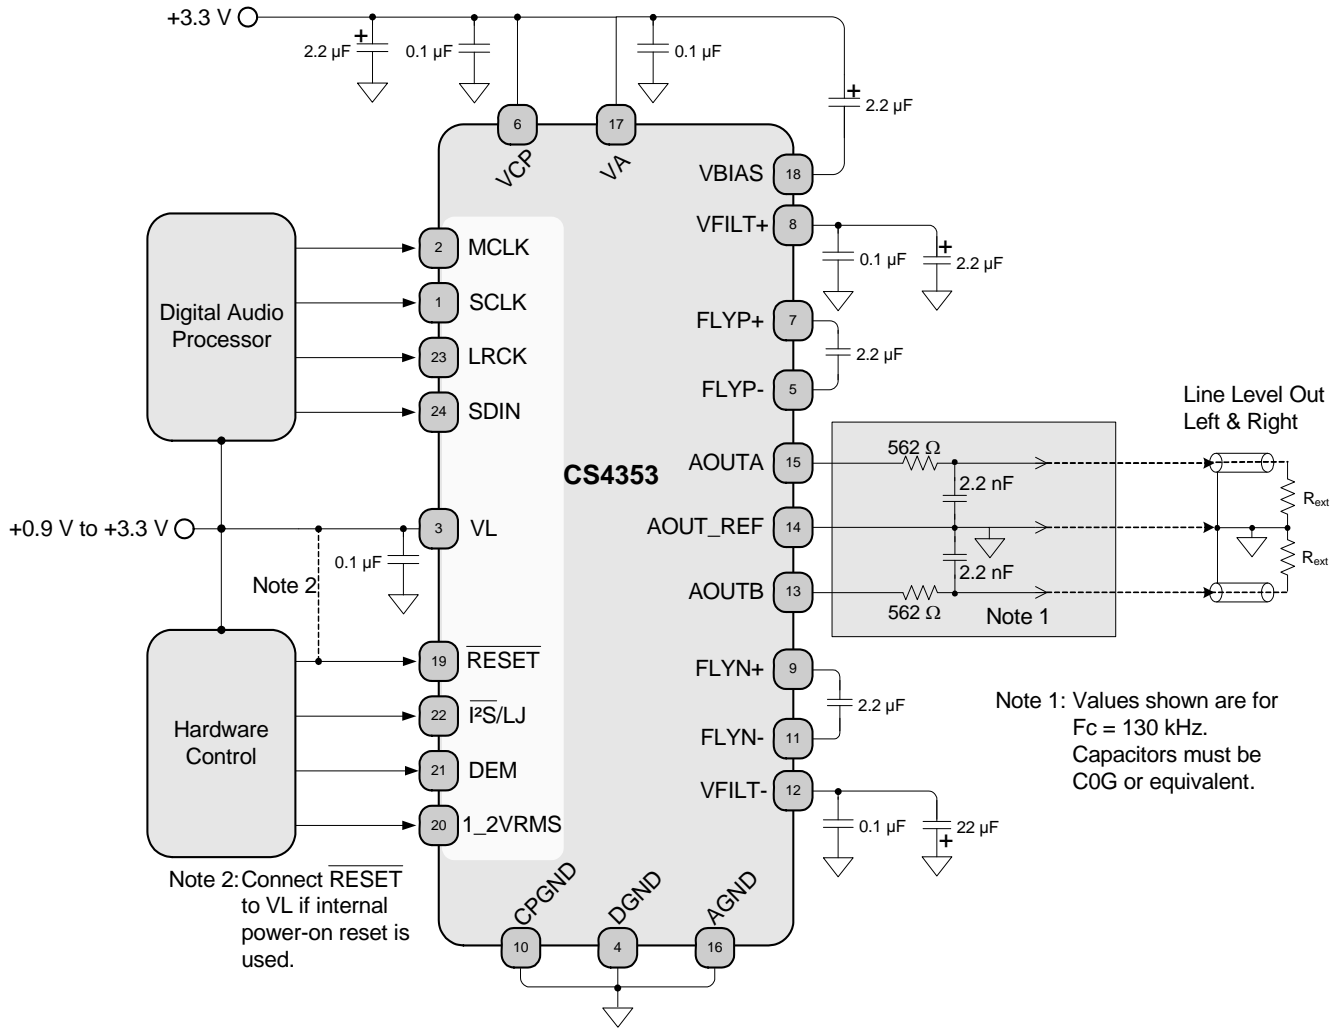 +3.3 V
2.2 µF
+
0.1 µF
0.1 µF
+
2.2 µF
6
VCP
17
VA
VBIAS
18
VFILT+
8
0.1 µF
+
2.2 µF
2
MCLK
1
SCLK
23
LRCK
24
SDIN
Digital Audio
Processor
FLYP+
7
2.2 µF
FLYP-
5
Line Level Out
Left & Right
CS4353
AOUTA
15
562 Ω
2.2 nF
AOUT_REF
14
2.2 nF
AOUTB
13
562 Ω
Note 1
Rext
Rext
+0.9 V to +3.3 V
3
VL
0.1 µF
Note 2
Hardware
Control
19
RESET
22
I²S/LJ
21
DEM
20
1_2VRMS
FLYN+
9
2.2 µF
FLYN-
11
VFILT-
12
0.1 µF
22 µF
+
Note 1: Values shown are for
Fc = 130 kHz.
Capacitors must be
C0G or equivalent.
Note 2: Connect RESET
to VL if internal
power-on reset is
used.
CPGND
10
DGND
4
AGND
16